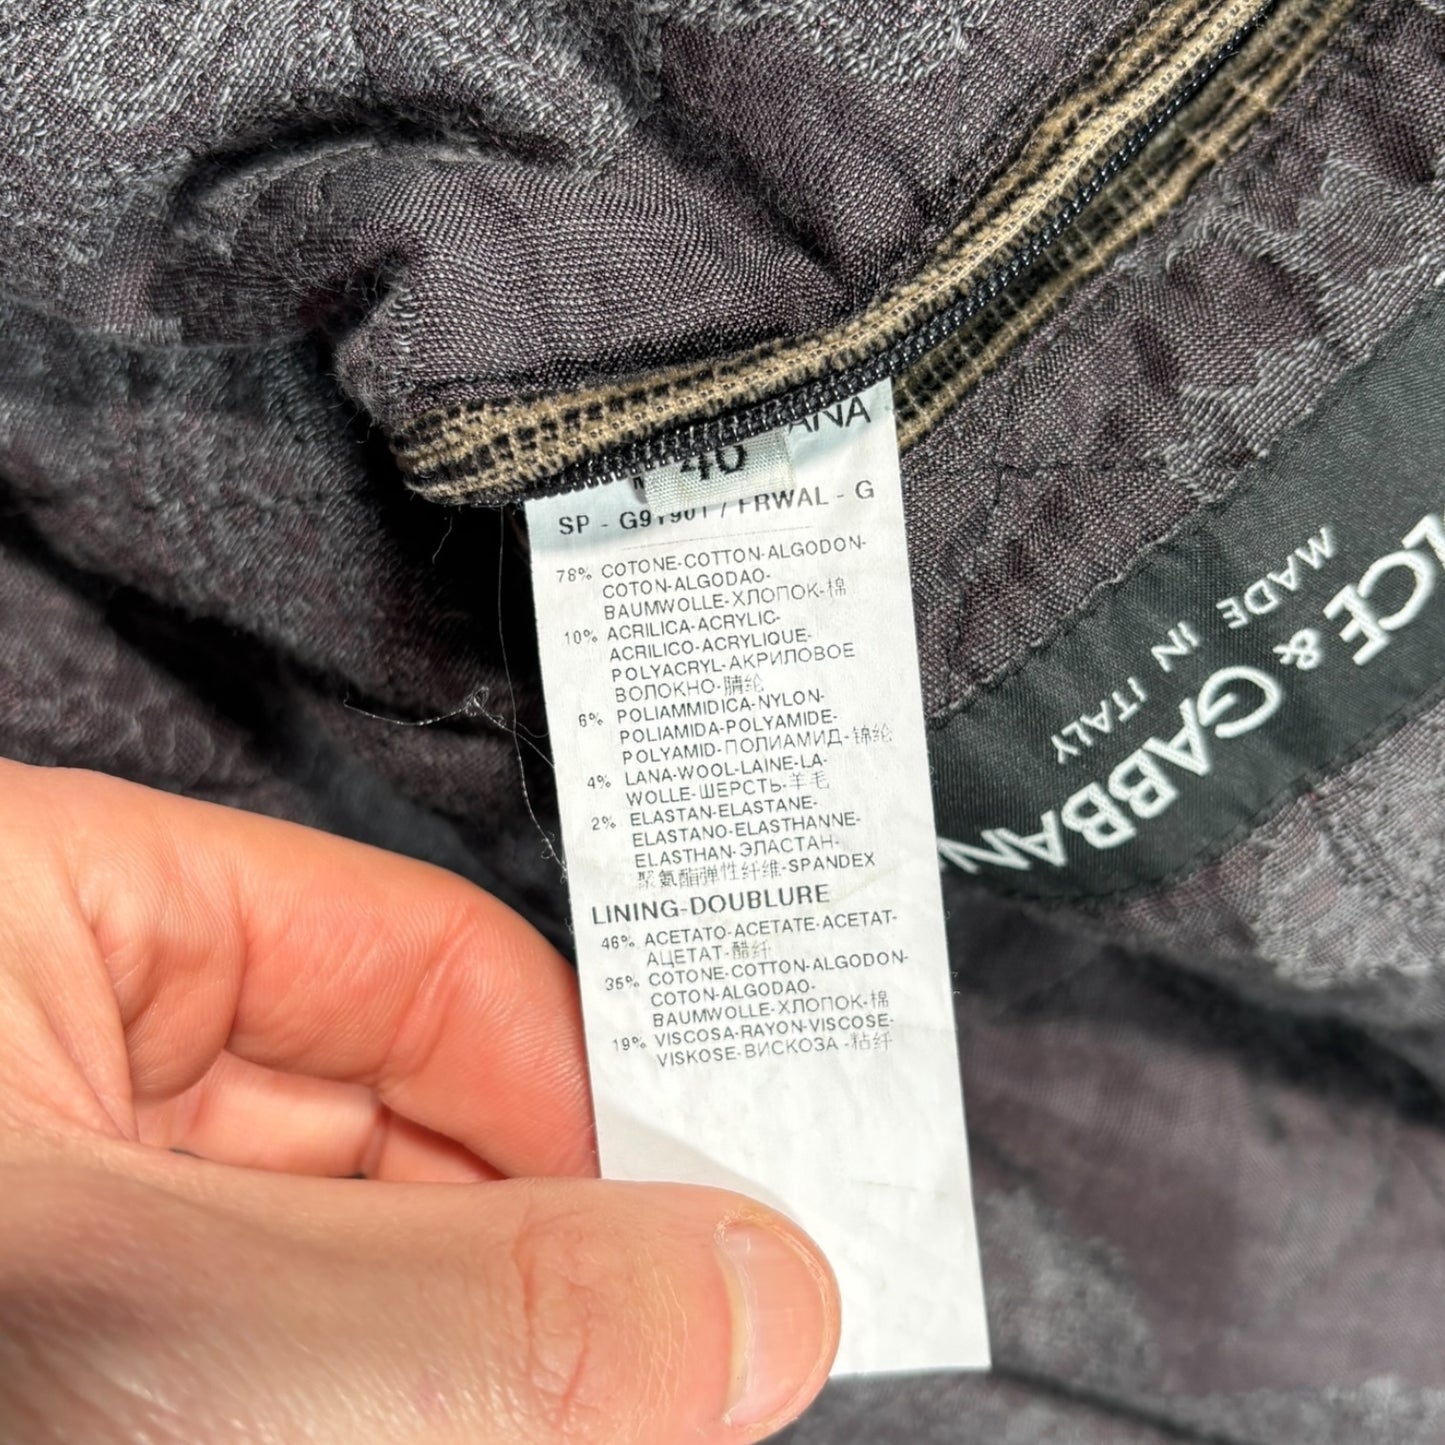 40
SP - G9Y901 / FRWAL - G
78% COTONE-COTTON-ALGODON-
COTON-ALGODAO-
BAUMWOLLE-ХЛОПОК-棉
10% ACRILICA-ACRYLIC-
ACRILICO-ACRYLIQUE-
POLYACRYL-АКРИЛОВОЕ
ВОЛОКНО-腈纶
6% POLIAMMIDICA-NYLON-
POLIAMIDA-POLYAMIDE-
POLYAMID-ПОЛИАМИД-锦纶
4% LANA-WOOL-LAINE-LA-
WOLLE-ШЕРСТЬ-羊毛
2% ELASTAN-ELASTANE-
ELASTANO-ELASTHANNE-
ELASTHAN-ЭЛАСТАН-
聚氨酯弹性纤维-SPANDEX
LINING-DOUBLURE
46% ACETATO-ACETATE-ACETAT-
АЦЕТАТ-醋纤
35% COTONE-COTTON-ALGODON-
COTON-ALGODAO-
BAUMWOLLE-ХЛОПОК-棉
19% VISCOSA-RAYON-VISCOSE-
VISKOSE-ВИСКОЗА -粘纤
LCE & GABBAN
MADE IN ITALY